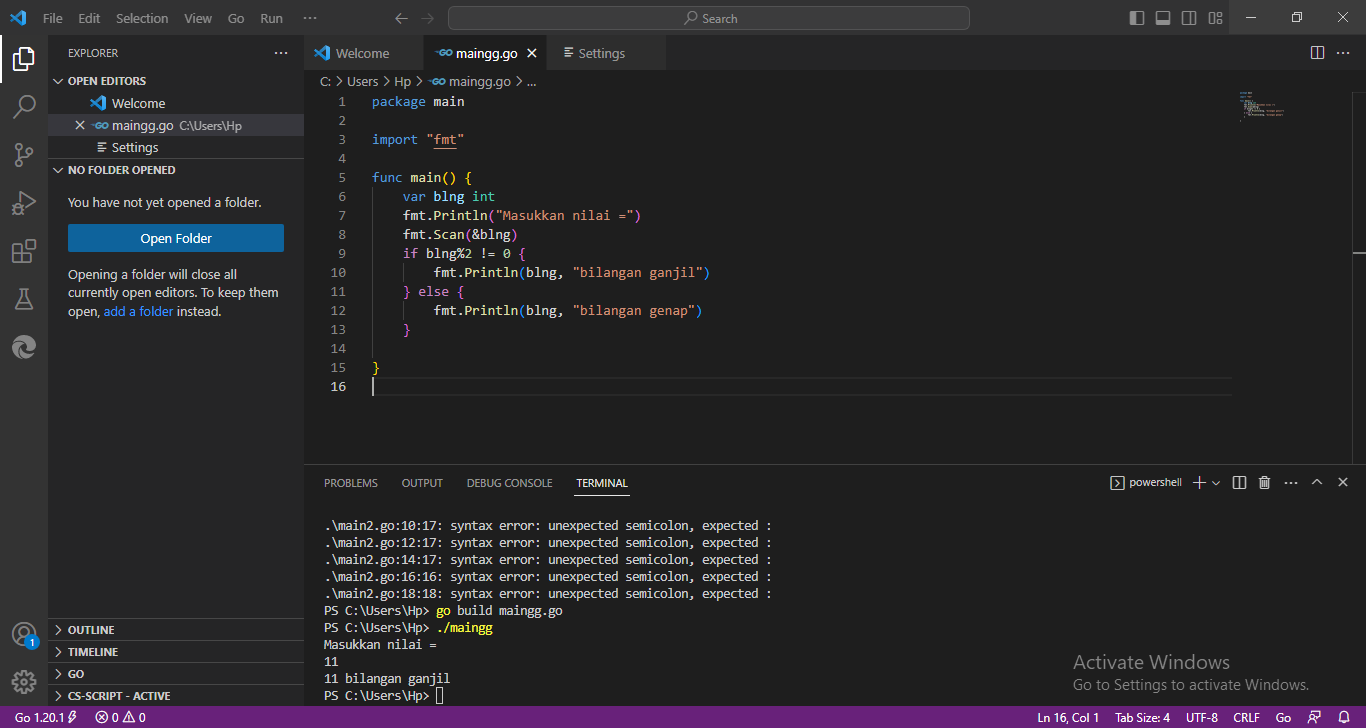 File Edit Selection View Go Run ··· Search
EXPLORER ···
OPEN EDITORS
Welcome
maingg.go C:\Users\Hp
Settings
NO FOLDER OPENED
You have not yet opened a folder.
Open Folder
Opening a folder will close all
currently open editors. To keep them
open, add a folder instead.
OUTLINE
TIMELINE
GO
CS-SCRIPT - ACTIVE
1
Welcome GO maingg.go Settings
C: > Users > Hp > GO maingg.go > ...
1 package main
2
3 import "fmt"
4
5 func main() {
6 var blng int
7 fmt.Println("Masukkan nilai =")
8 fmt.Scan(&blng)
9 if blng%2 != 0 {
10 fmt.Println(blng, "bilangan ganjil")
11 } else {
12 fmt.Println(blng, "bilangan genap")
13 }
14
15 }
16
PROBLEMS OUTPUT DEBUG CONSOLE TERMINAL powershell
.\main2.go:10:17: syntax error: unexpected semicolon, expected :
.\main2.go:12:17: syntax error: unexpected semicolon, expected :
.\main2.go:14:17: syntax error: unexpected semicolon, expected :
.\main2.go:16:16: syntax error: unexpected semicolon, expected :
.\main2.go:18:18: syntax error: unexpected semicolon, expected :
PS C:\Users\Hp> go build maingg.go
PS C:\Users\Hp> ./maingg
Masukkan nilai =
11
11 bilangan ganjil
PS C:\Users\Hp>
Activate Windows
Go to Settings to activate Windows.
Go 1.20.1 0 0 Ln 16, Col 1 Tab Size: 4 UTF-8 CRLF Go